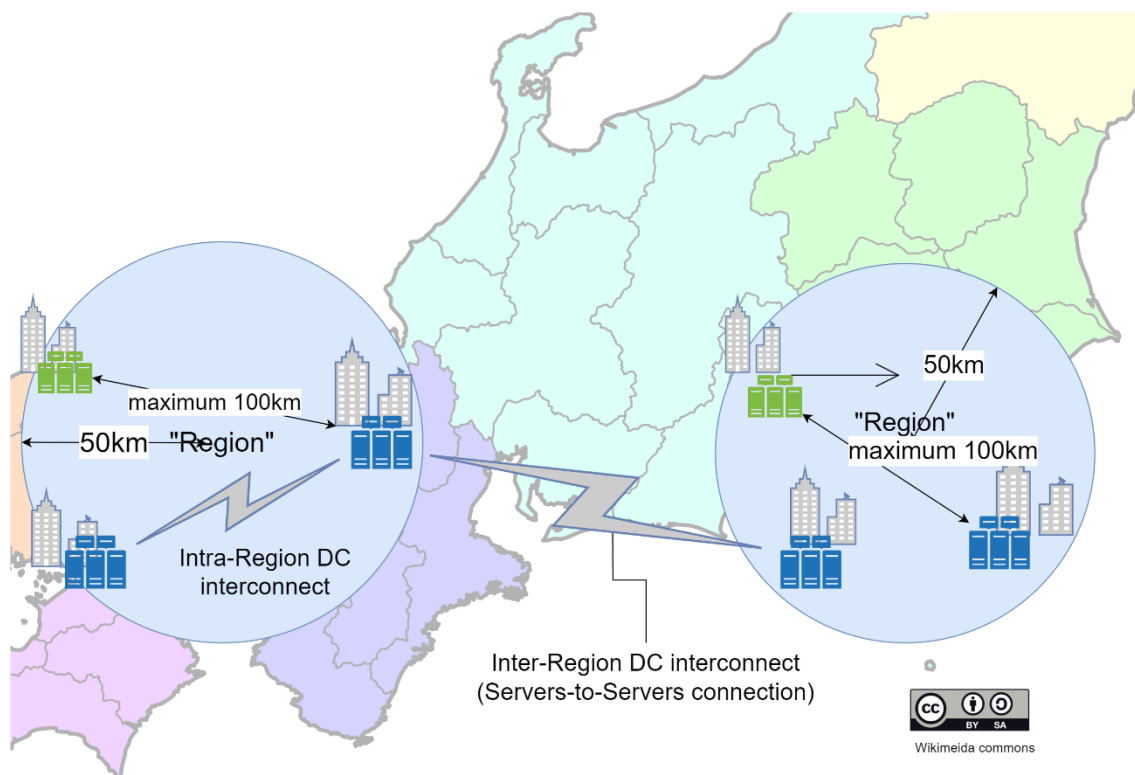 maximum 100km
50km
"Region"
Intra-Region DC
interconnect
50km
"Region"
maximum 100km
Inter-Region DC interconnect
(Servers-to-Servers connection)
cc
BY SA
Wikimeida commons